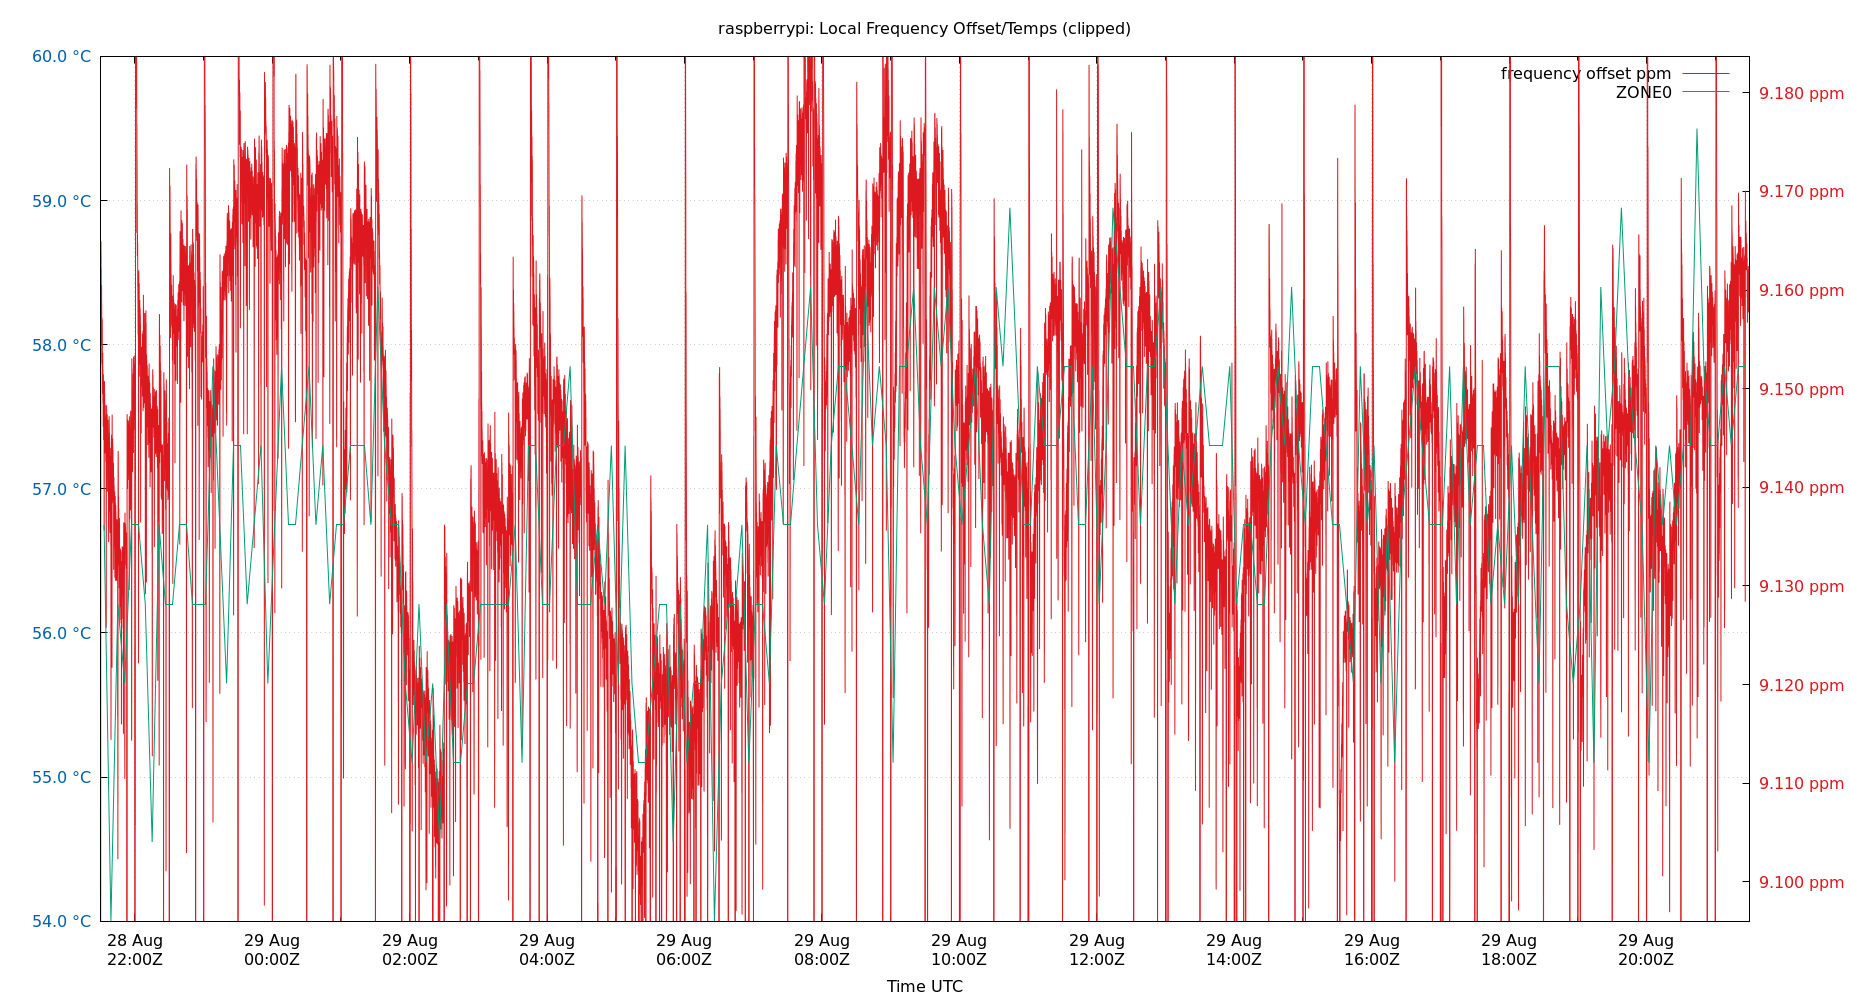 raspberrypi: Local Frequency Offset/Temps (clipped)
frequency offset ppm
ZONE0
60.0 °C
59.0 °C
58.0 °C
57.0 °C
56.0 °C
55.0 °C
54.0 °C
9.180 ppm
9.170 ppm
9.160 ppm
9.150 ppm
9.140 ppm
9.130 ppm
9.120 ppm
9.110 ppm
9.100 ppm
28 Aug
22:00Z
29 Aug
00:00Z
29 Aug
02:00Z
29 Aug
04:00Z
29 Aug
06:00Z
29 Aug
08:00Z
29 Aug
10:00Z
29 Aug
12:00Z
29 Aug
14:00Z
29 Aug
16:00Z
29 Aug
18:00Z
29 Aug
20:00Z
Time UTC